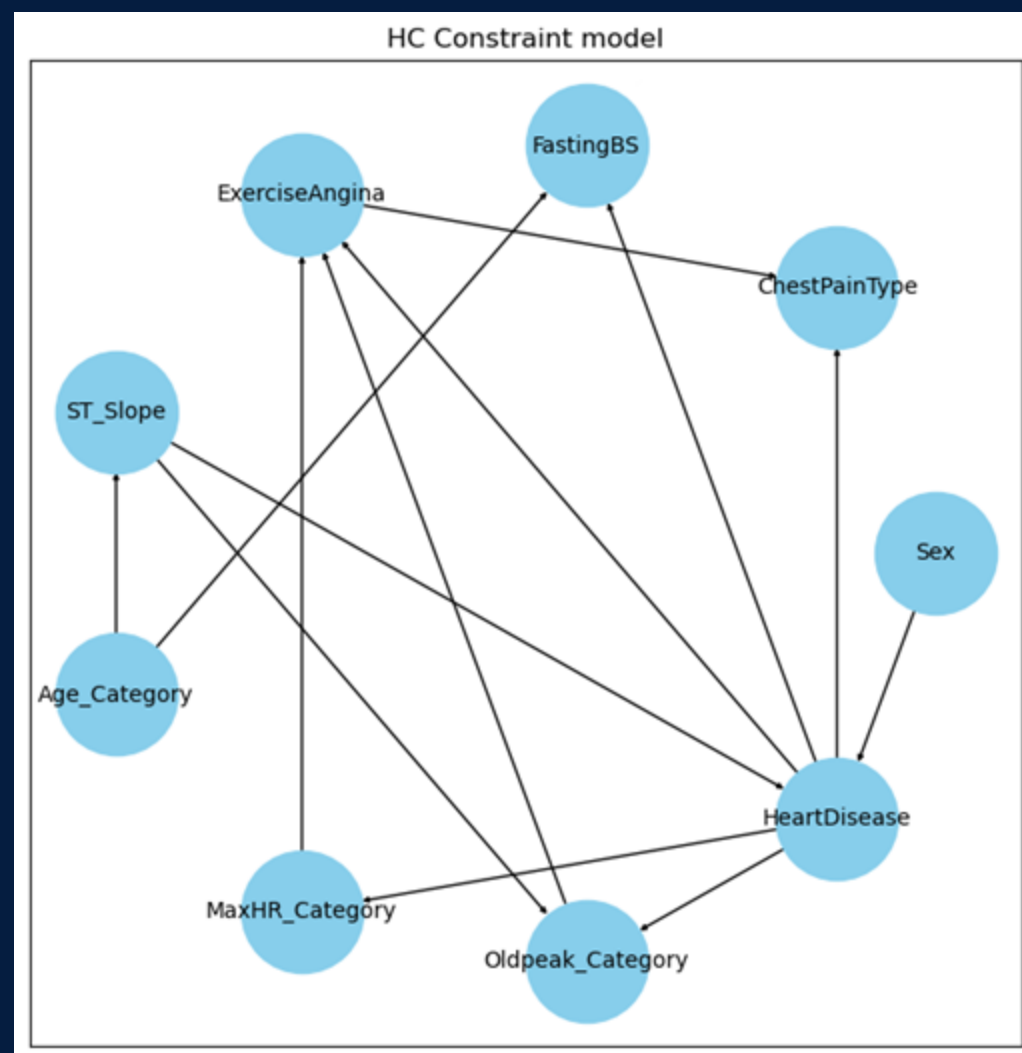 HC Constraint model
FastingBS
ExerciseAngina
ChestPainType
ST_Slope
Sex
Age_Category
HeartDisease
MaxHR_Category
Oldpeak_Category